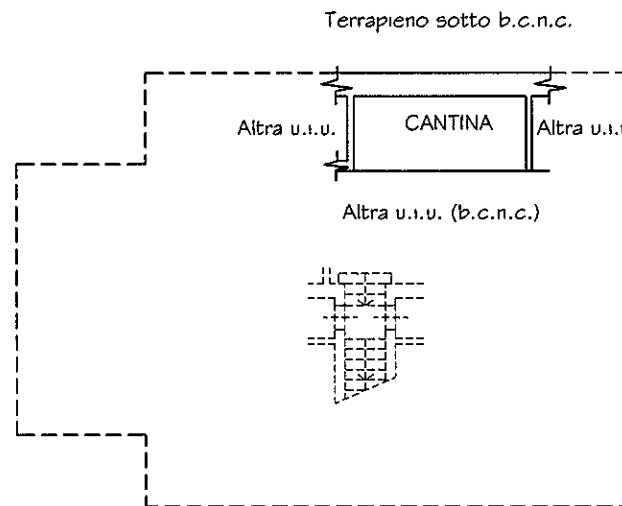 Terrapieno sotto b.c.n.c.
Altra u.i.u.
CANTINA
Altra u.i.u
Altra u.i.u. (b.c.n.c.)